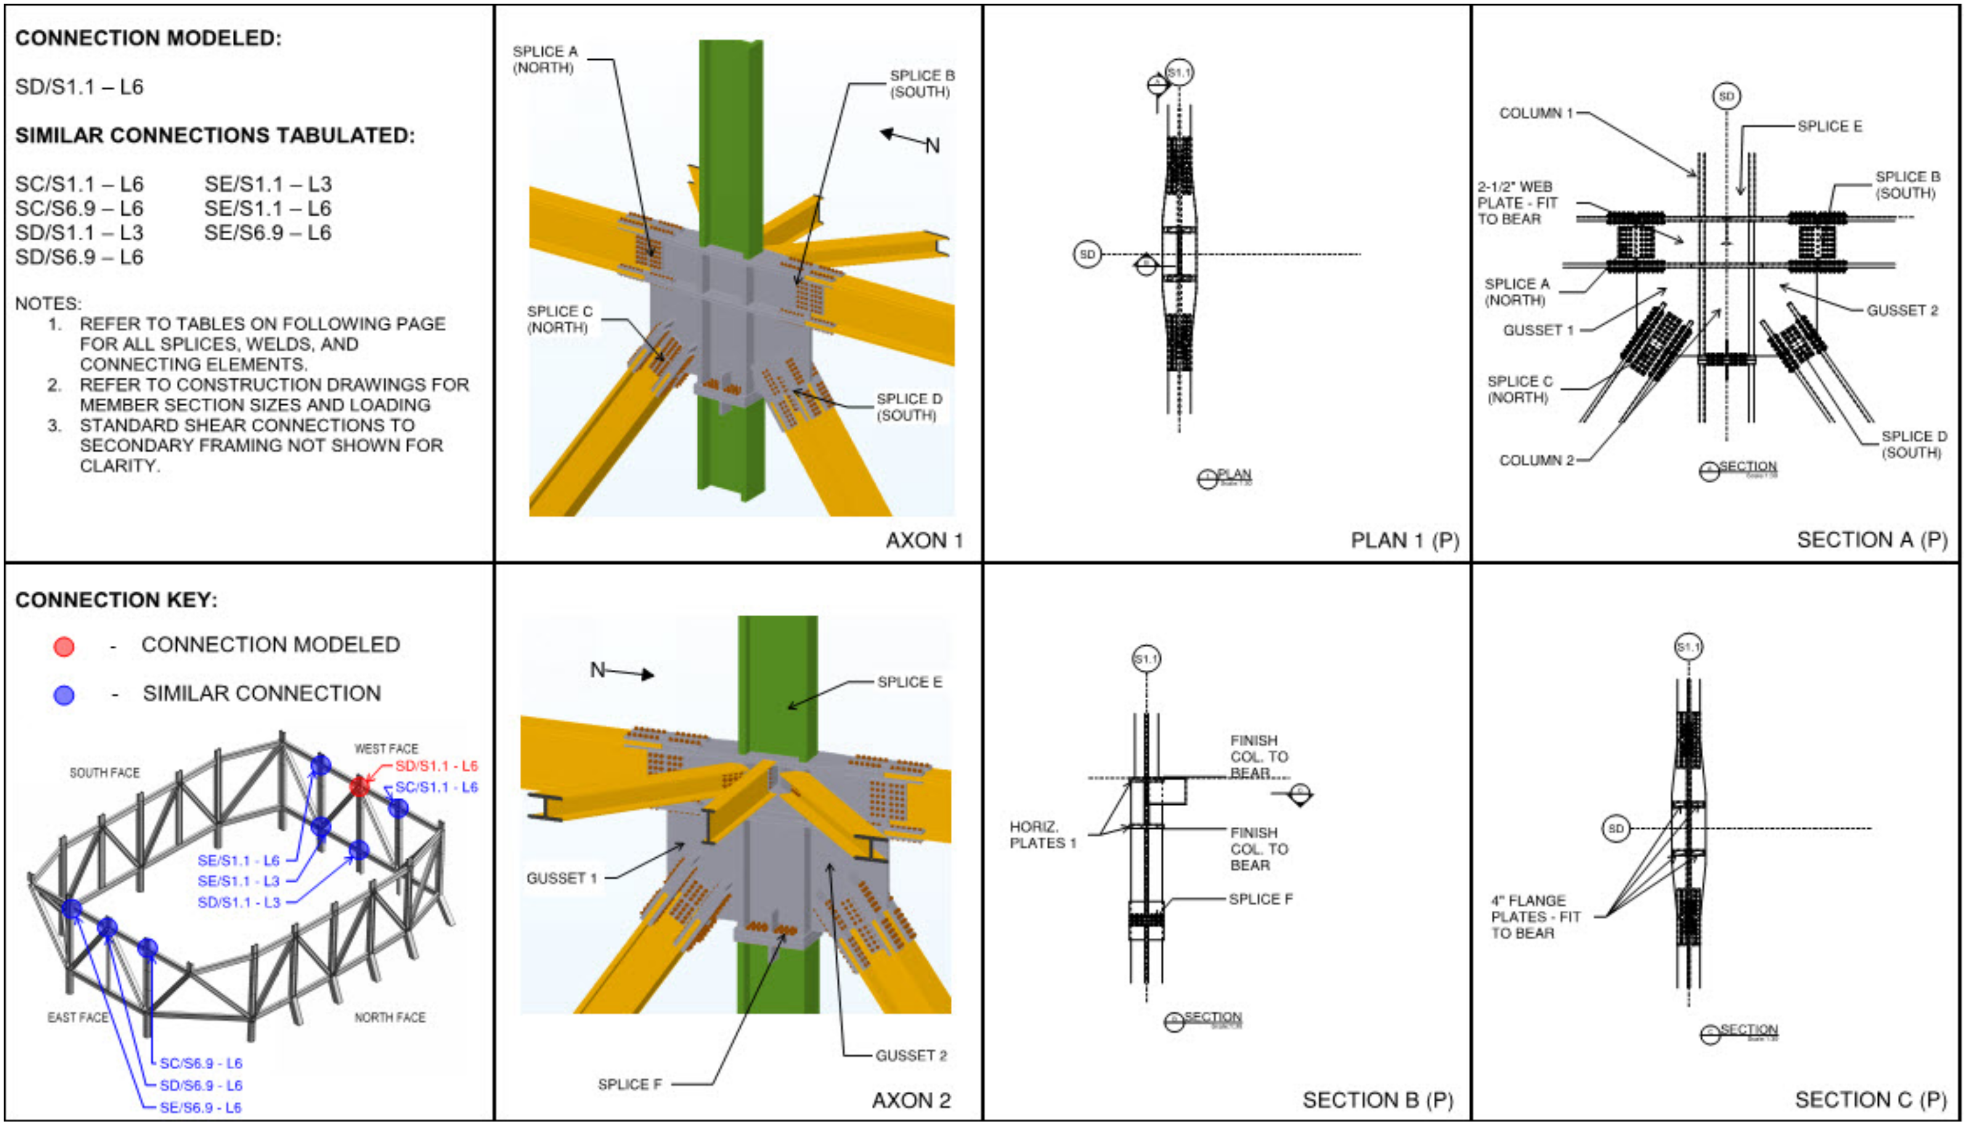 CONNECTION MODELED:
SD/S1.1 – L6
SIMILAR CONNECTIONS TABULATED:
SC/S1.1 – L6 SE/S1.1 – L3
SC/S6.9 – L6 SE/S1.1 – L6
SD/S1.1 – L3 SE/S6.9 – L6
SD/S6.9 – L6
NOTES:
1. REFER TO TABLES ON FOLLOWING PAGE
FOR ALL SPLICES, WELDS, AND
CONNECTING ELEMENTS.
2. REFER TO CONSTRUCTION DRAWINGS FOR
MEMBER SECTION SIZES AND LOADING
3. STANDARD SHEAR CONNECTIONS TO
SECONDARY FRAMING NOT SHOWN FOR
CLARITY.
SPLICE A
(NORTH)
SPLICE B
(SOUTH)
N
SPLICE C
(NORTH)
SPLICE D
(SOUTH)
AXON 1
S1.1
SD
PLAN
PLAN 1 (P)
SD
COLUMN 1
SPLICE E
2-1/2" WEB
PLATE - FIT
TO BEAR
SPLICE B
(SOUTH)
SPLICE A
(NORTH)
GUSSET 1
GUSSET 2
SPLICE C
(NORTH)
SPLICE D
(SOUTH)
COLUMN 2
SECTION
SECTION A (P)
CONNECTION KEY:
- CONNECTION MODELED
- SIMILAR CONNECTION
WEST FACE
SOUTH FACE
SD/S1.1 - L6
SC/S1.1 - L6
SE/S1.1 - L6
SE/S1.1 - L3
SD/S1.1 - L3
EAST FACE
NORTH FACE
SC/S6.9 - L6
SD/S6.9 - L6
SE/S6.9 - L6
N
SPLICE E
GUSSET 1
GUSSET 2
SPLICE F
AXON 2
S1.1
FINISH
COL. TO
BEAR
HORIZ.
PLATES 1
FINISH
COL. TO
BEAR
SPLICE F
SECTION
SECTION B (P)
S1.1
SD
4" FLANGE
PLATES - FIT
TO BEAR
SECTION
SECTION C (P)